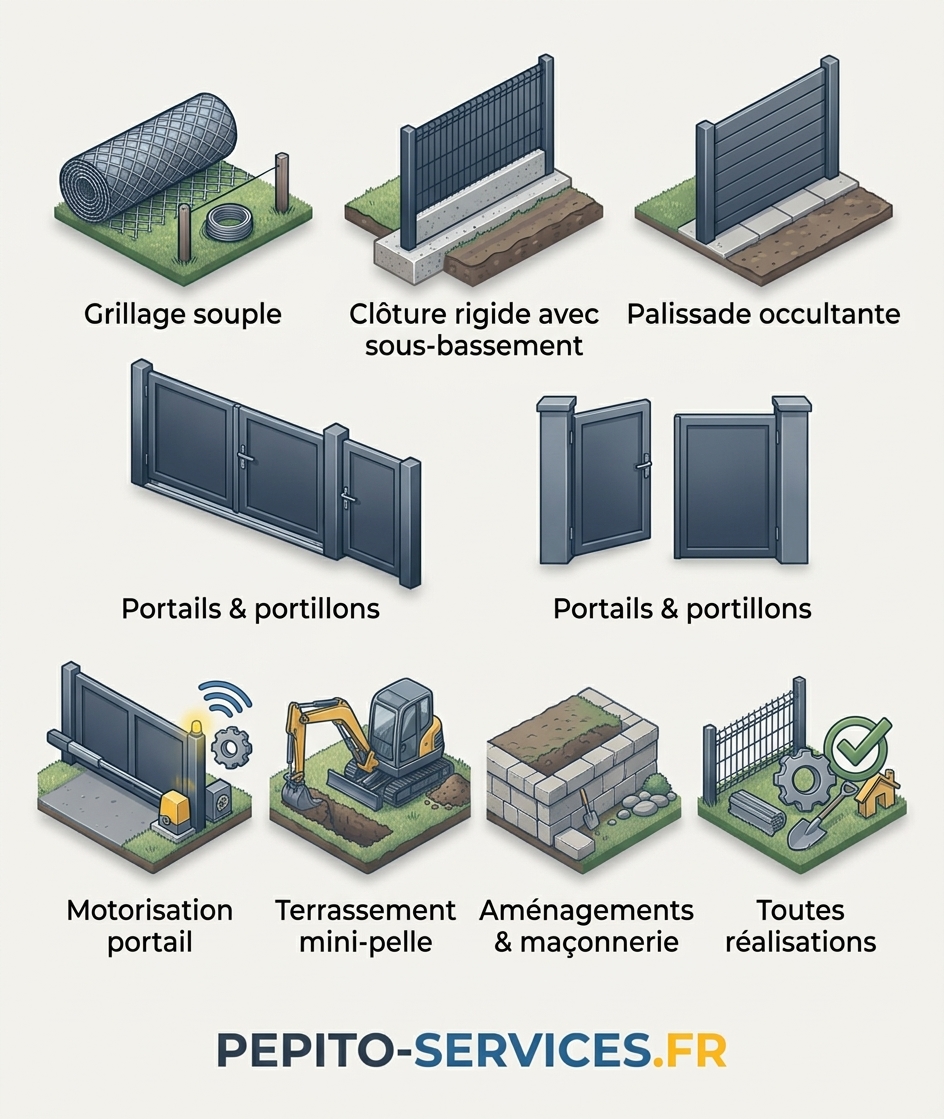 Grillage souple
Clôture rigide avec
sous-bassement
Palissade occultante
Portails & portillons
Portails & portillons
Motorisation
portail
Terrassement
mini-pelle
Aménagements
& maçonnerie
Toutes
réalisations
PEPITO-SERVICES.FR